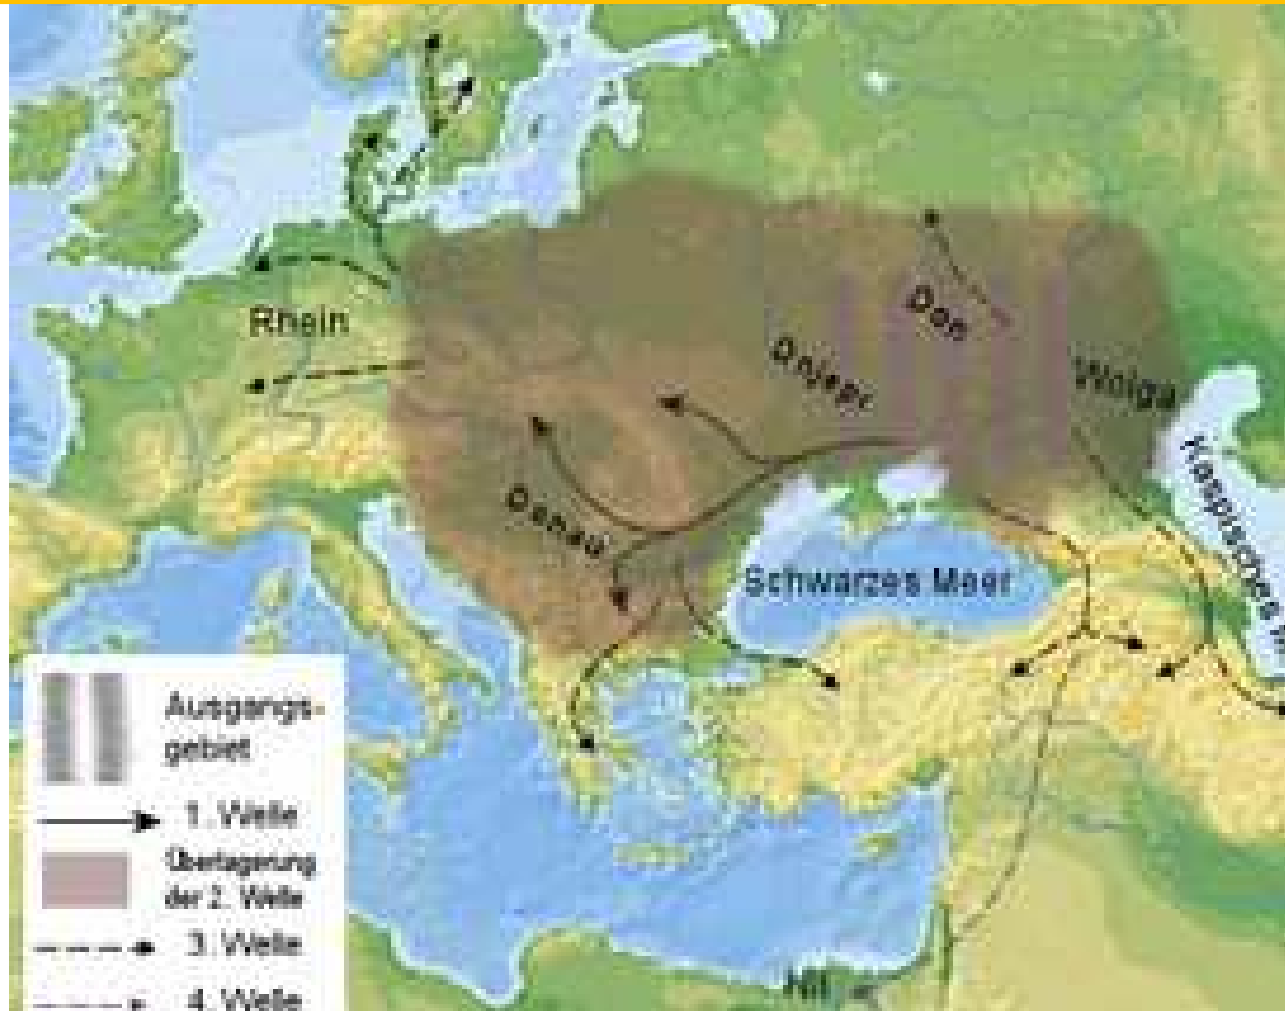 Rhein
Don
Dnjepr
Wolga
Donau
Schwarzes Meer
Kaspisches
Ausgangs-
gebiet
1. Welle
Überlagerung
der 2. Welle
3. Welle
4. Welle
Nil